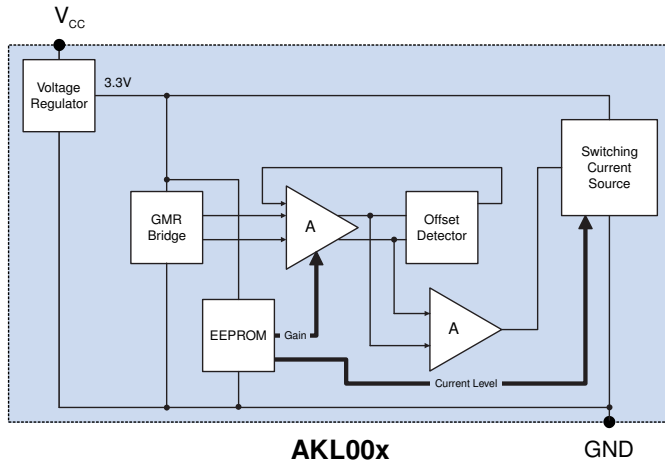 VCC
Voltage
Regulator
3.3V
Switching
Current
Source
GMR
Bridge
A
Offset
Detector
EEPROM
Gain
A
Current Level
AKL00x
GND